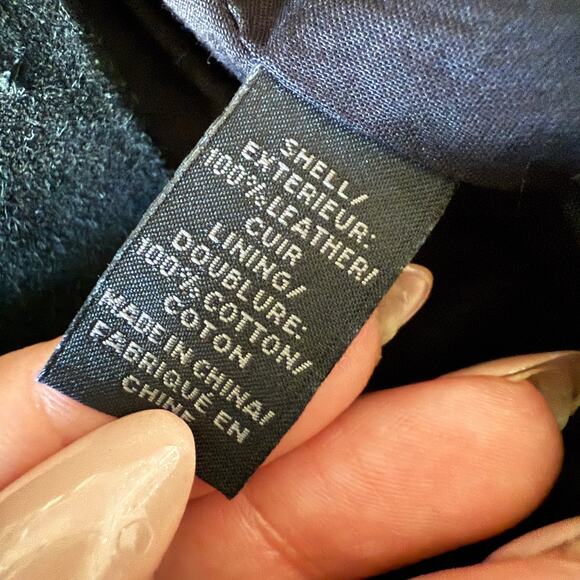 SHELL/
EXTERIEUR:
100% LEATHER/
CUIR
LINING/
DOUBLURE:
100% COTTON/
COTON
MADE IN CHINA/
FABRIQUÉ EN
CHINE